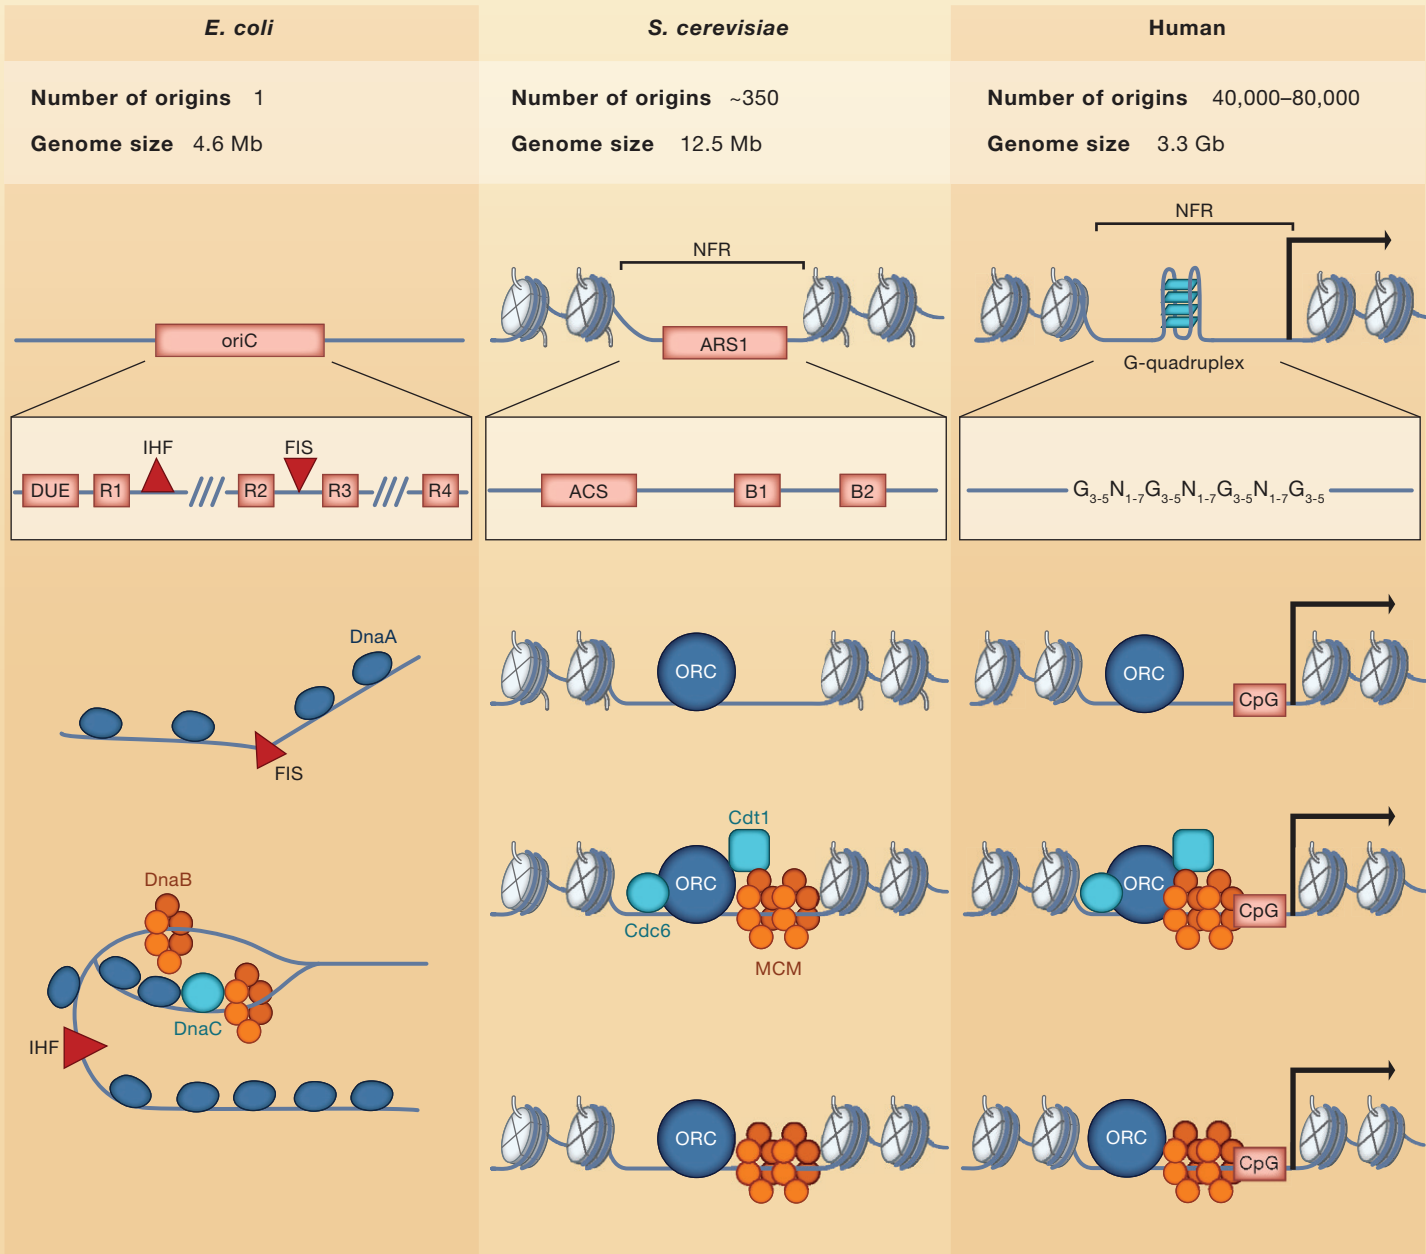 E. coli
Number of origins 1
Genome size 4.6 Mb
oriC
IHF FIS
DUE R1 R2 R3 R4
DnaA
FIS
DnaB
DnaC
IHF
S. cerevisiae
Number of origins ~350
Genome size 12.5 Mb
NFR
ARS1
ACS B1 B2
ORC
Cdt1
ORC
Cdc6
MCM
ORC
Human
Number of origins 40,000–80,000
Genome size 3.3 Gb
NFR
G-quadruplex
G3-5N1-7G3-5N1-7G3-5N1-7G3-5
ORC
CpG
ORC
CpG
ORC
CpG